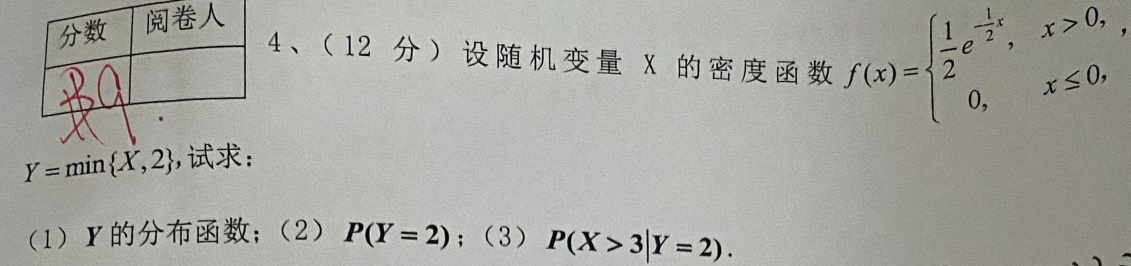 分数 阅卷人
4、（12 分）设随机变量 X 的密度函数 f(x)={ 1/2 e^{-1/2 x}, x>0, 0, x≤0, ,
9
Y=min{X,2},试求：
（1）Y 的分布函数；（2） P(Y=2)；（3） P(X>3|Y=2).